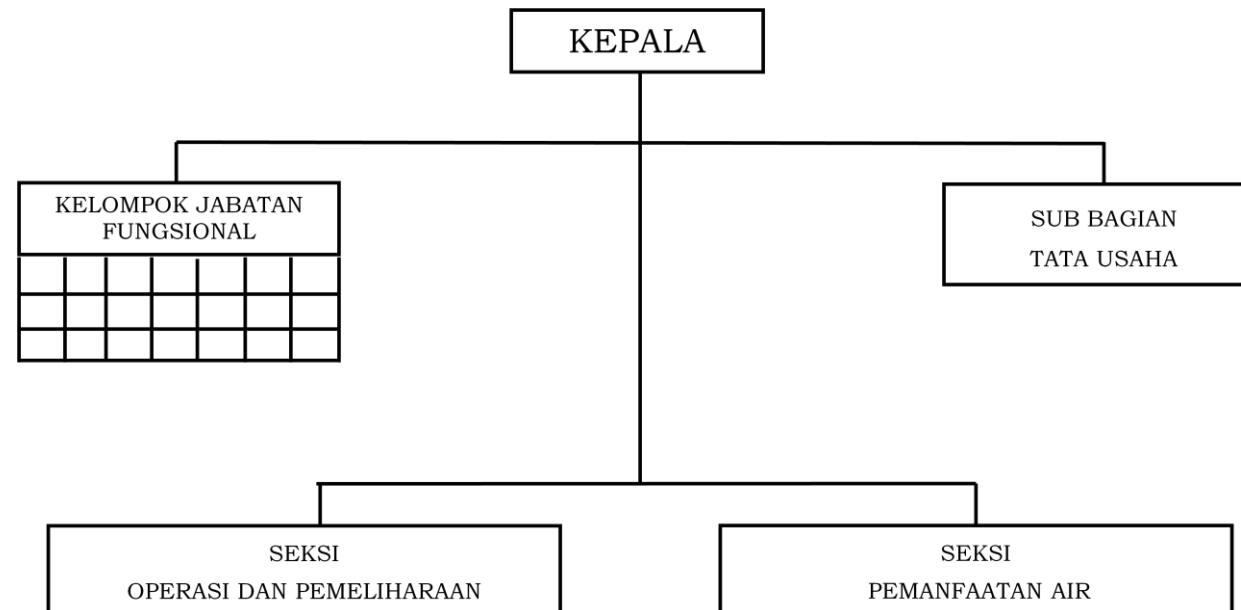 KEPALA
KELOMPOK JABATAN
FUNGSIONAL
SUB BAGIAN
TATA USAHA
SEKSI
OPERASI DAN PEMELIHARAAN
SEKSI
PEMANFAATAN AIR